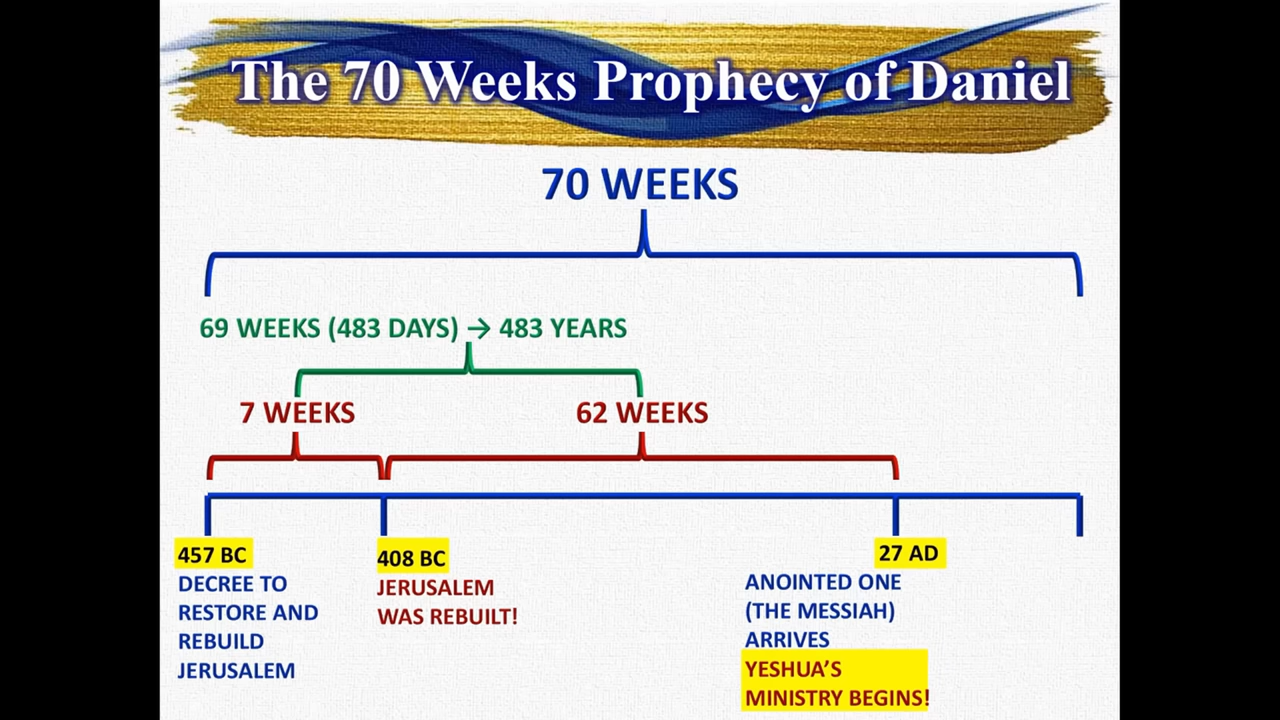 The 70 Weeks Prophecy of Daniel
70 WEEKS
69 WEEKS (483 DAYS) → 483 YEARS
7 WEEKS
62 WEEKS
457 BC
DECREE TO
RESTORE AND
REBUILD
JERUSALEM
408 BC
JERUSALEM
WAS REBUILT!
27 AD
ANOINTED ONE
(THE MESSIAH)
ARRIVES
YESHUA’S
MINISTRY BEGINS!